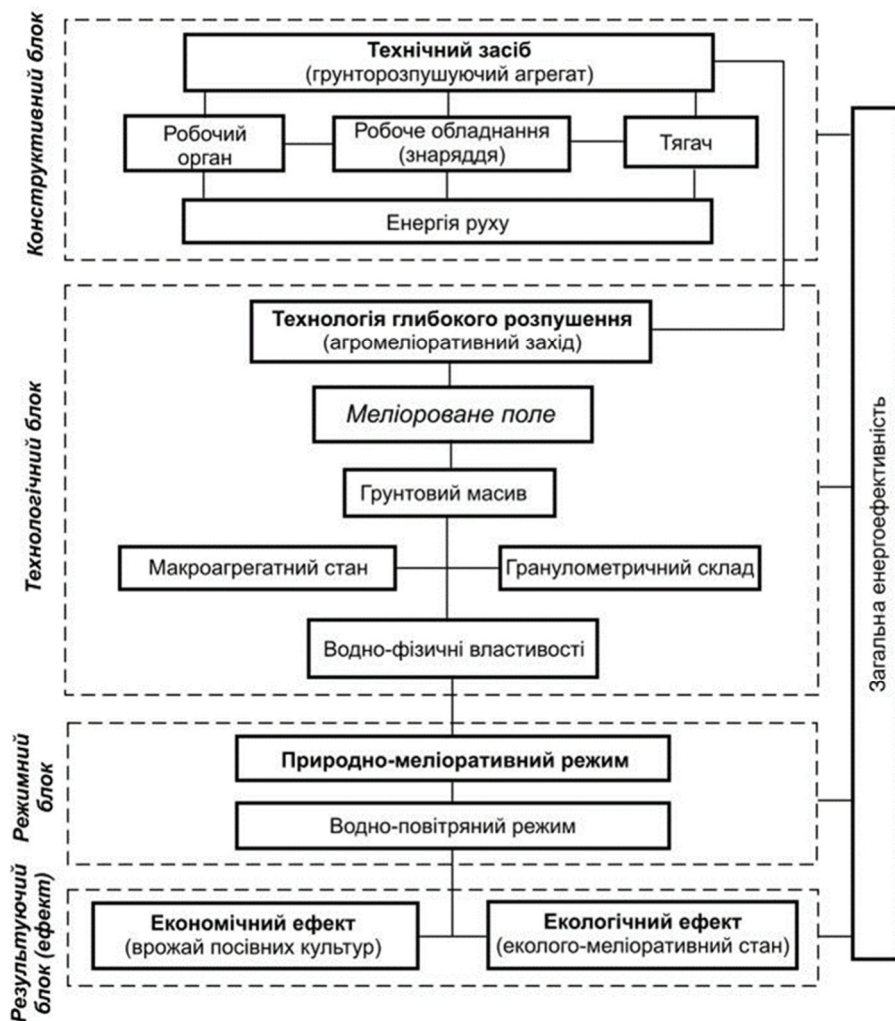 Конструктивний блок
Технічний засіб
(грунторозпушуючий агрегат)
Робочий
орган
Робоче обладнання
(знаряддя)
Тягач
Енергія руху
Технологічний блок
Технологія глибокого розпушення
(агромеліоративний захід)
Меліороване поле
Грунтовий масив
Макроагрегатний стан
Гранулометричний склад
Водно-фізичні властивості
Режимний
блок
Природно-меліоративний режим
Водно-повітряний режим
Результуючий
блок (ефект)
Економічний ефект
(врожай посівних культур)
Екологічний ефект
(еколого-меліоративний стан)
Загальна енергоефективність